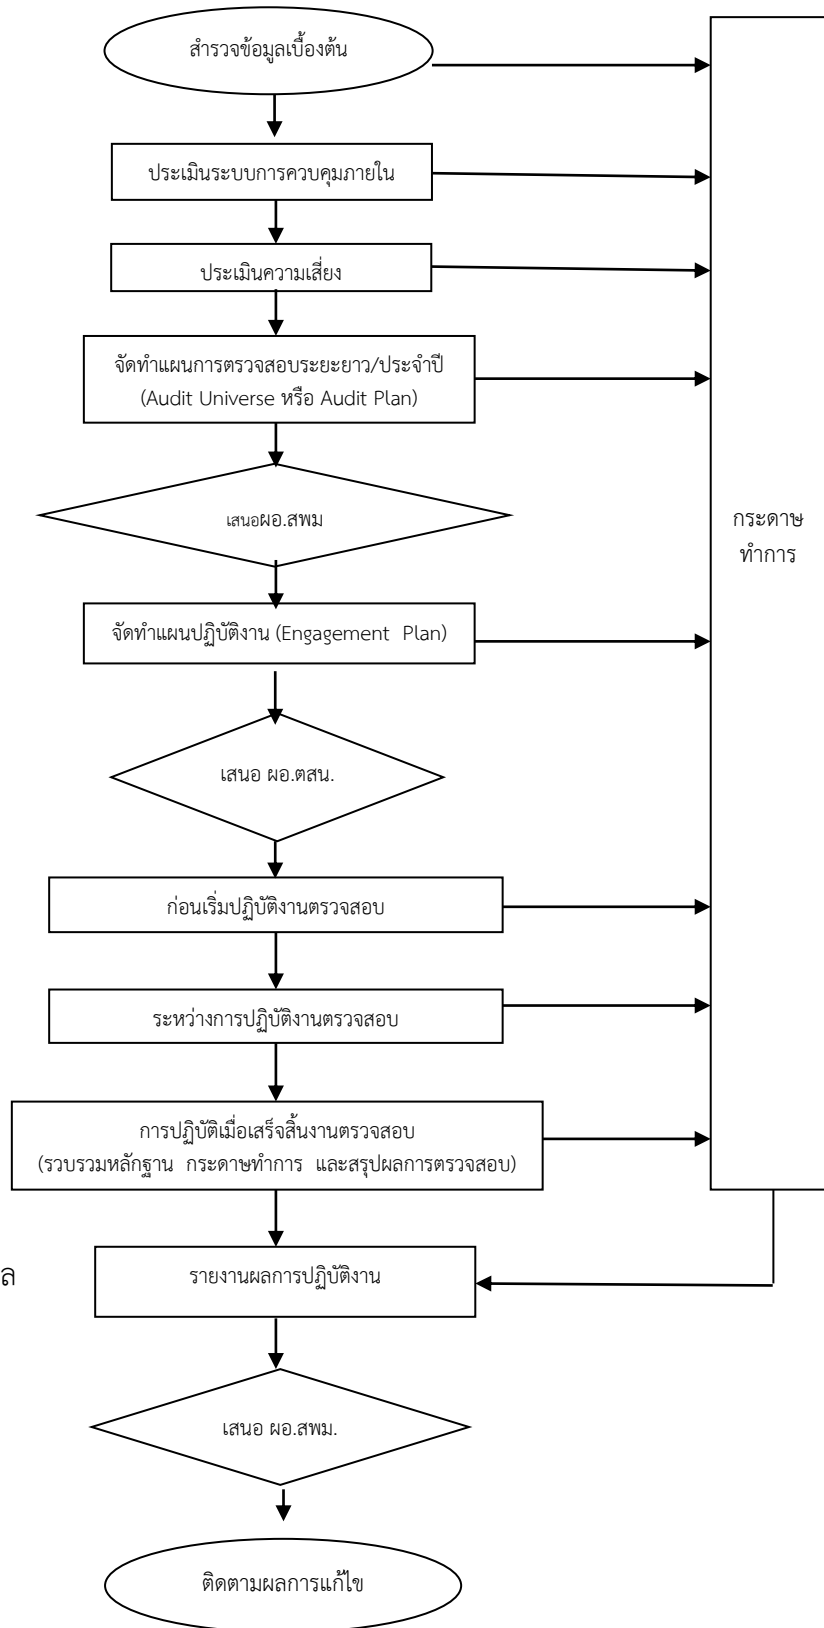 สำรวจข้อมูลเบื้องต้น
ประเมินระบบการควบคุมภายใน
ประเมินความเสี่ยง
จัดทำแผนการตรวจสอบระยะยาว/ประจำปี
(Audit Universe หรือ Audit Plan)
เสนอผอ.สพม
กระดาษ
ทำการ
จัดทำแผนปฏิบัติงาน (Engagement Plan)
เสนอ ผอ.ตสน.
ก่อนเริ่มปฏิบัติงานตรวจสอบ
ระหว่างการปฏิบัติงานตรวจสอบ
การปฏิบัติเมื่อเสร็จสิ้นงานตรวจสอบ
(รวบรวมหลักฐาน กระดาษทำการ และสรุปผลการตรวจสอบ)
ล
รายงานผลการปฏิบัติงาน
เสนอ ผอ.สพม.
ติดตามผลการแก้ไข